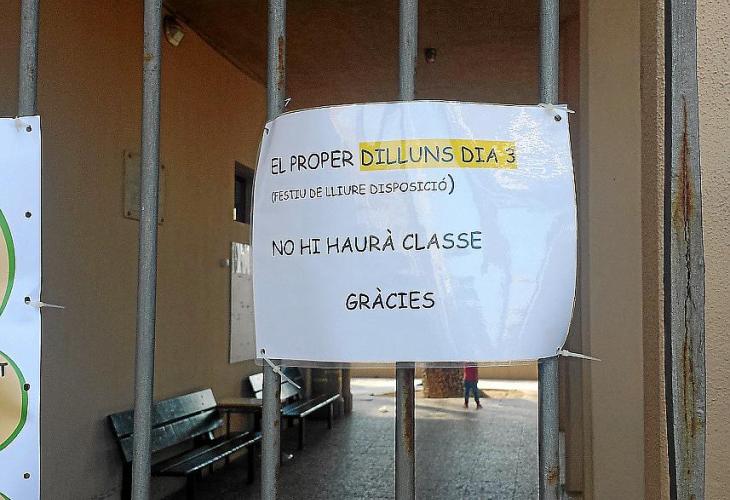 EL PROPER DILLUNS DIA 3
(FESTIU DE LLIURE DISPOSICIÓ)
NO HI HAURÀ CLASSE
GRÀCIES